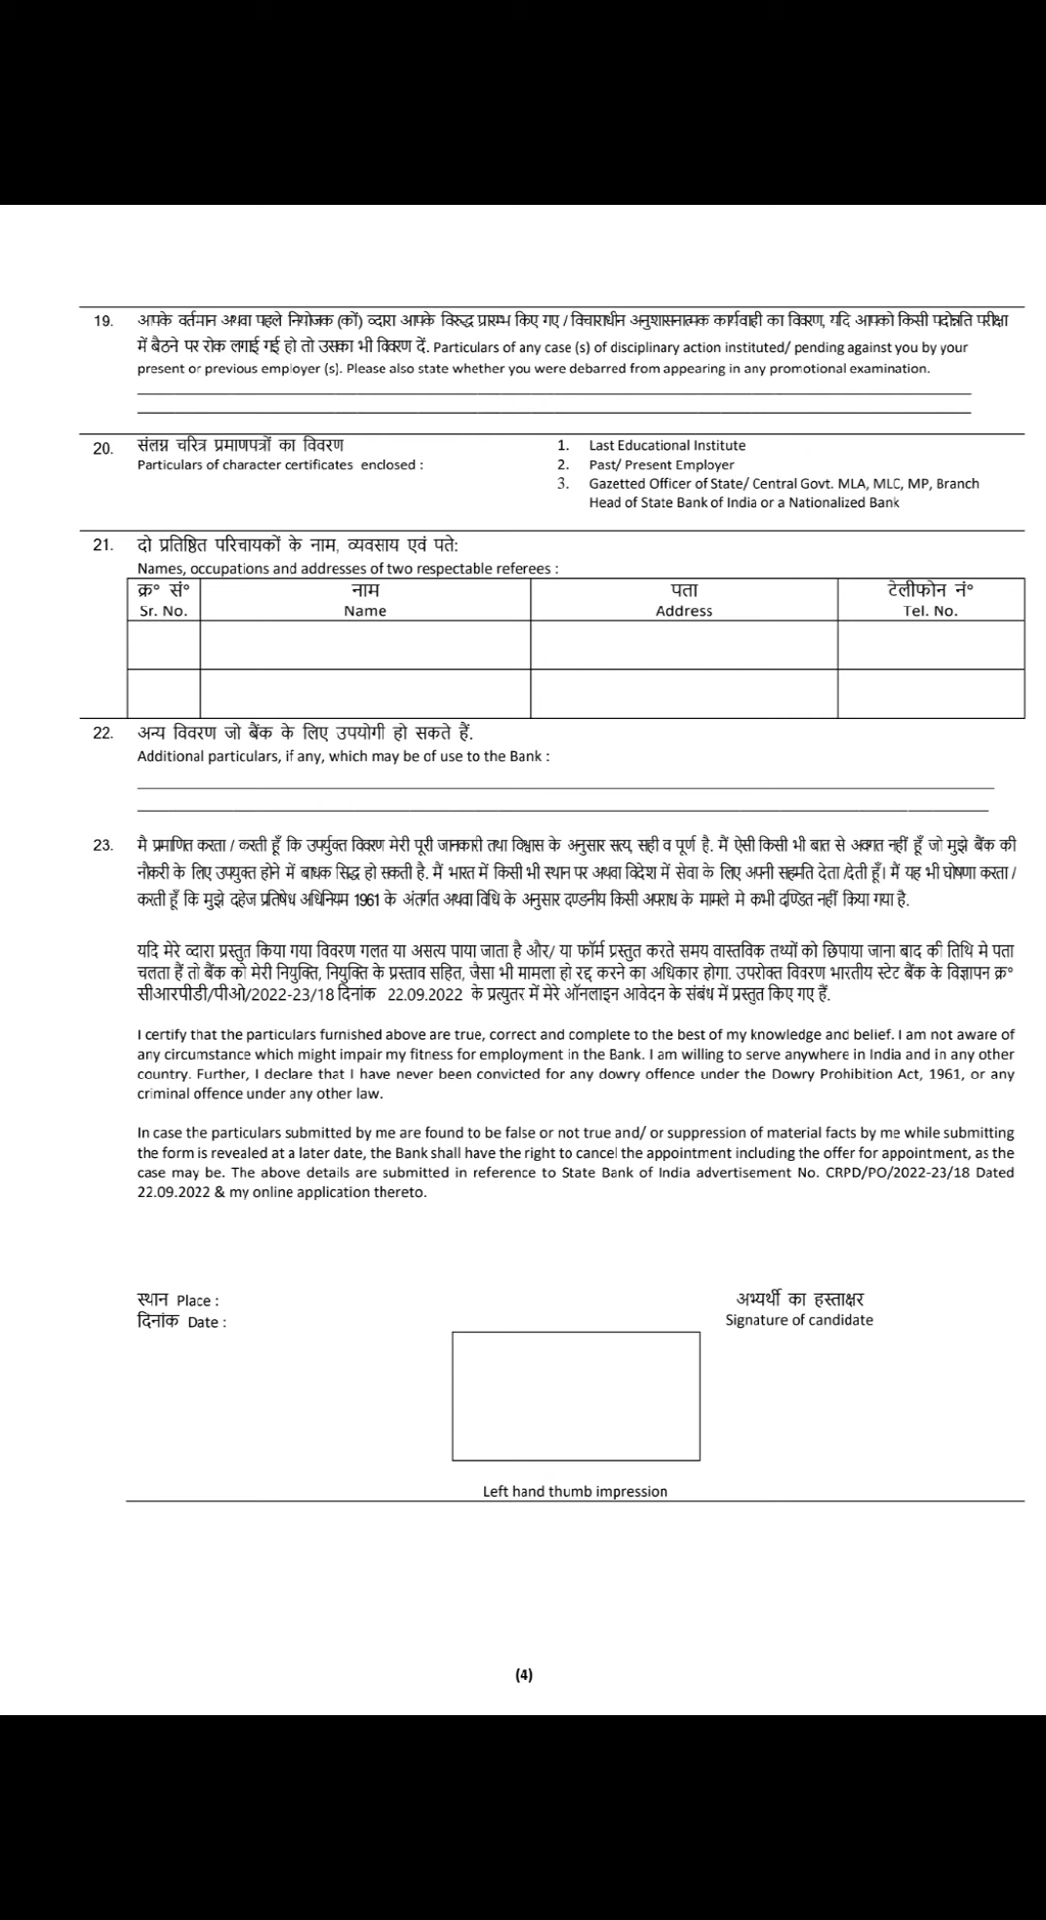 19. आपके वर्तमान अथवा पहले नियोजक (कों) व्दारा आपके विरुद्ध प्रारम्भ किए गए / विचाराधीन अनुशासनात्मक कार्यवाही का विवरण, यदि आपको किसी पदोन्नति परीक्षा
में बैठने पर रोक लगाई गई हो तो उसका भी विवरण दें. Particulars of any case (s) of disciplinary action instituted/ pending against you by your
present or previous employer (s). Please also state whether you were debarred from appearing in any promotional examination.
20. संलग्न चरित्र प्रमाणपत्रों का विवरण
Particulars of character certificates enclosed :
1. Last Educational Institute
2. Past/ Present Employer
3. Gazetted Officer of State/ Central Govt. MLA, MLC, MP, Branch
Head of State Bank of India or a Nationalized Bank
21. दो प्रतिष्ठित परिचायकों के नाम, व्यवसाय एवं पते:
Names, occupations and addresses of two respectable referees :
क्र° सं° नाम पता टेलीफोन नं°
Sr. No. Name Address Tel. No.
22. अन्य विवरण जो बैंक के लिए उपयोगी हो सकते हैं.
Additional particulars, if any, which may be of use to the Bank :
23. मै प्रमाणित करता / करती हूँ कि उपर्युक्त विवरण मेरी पूरी जानकारी तथा विश्वास के अनुसार सत्य, सही व पूर्ण है. मैं ऐसी किसी भी बात से अवगत नहीं हूँ जो मुझे बैंक की
नौकरी के लिए उपयुक्त होने में बाधक सिद्ध हो सकती है. मैं भारत में किसी भी स्थान पर अथवा विदेश में सेवा के लिए अपनी सहमति देता /देती हूँ। मैं यह भी घोषणा करता /
करती हूँ कि मुझे दहेज प्रतिषेध अधिनियम 1961 के अंतर्गत अथवा विधि के अनुसार दण्डनीय किसी अपराध के मामले मे कभी दण्डित नहीं किया गया है.
यदि मेरे व्दारा प्रस्तुत किया गया विवरण गलत या असत्य पाया जाता है और/ या फॉर्म प्रस्तुत करते समय वास्तविक तथ्यों को छिपाया जाना बाद की तिथि मे पता
चलता हैं तो बैंक को मेरी नियुक्ति, नियुक्ति के प्रस्ताव सहित, जैसा भी मामला हो रद्द करने का अधिकार होगा. उपरोक्त विवरण भारतीय स्टेट बैंक के विज्ञापन क्र°
सीआरपीडी/पीओ/2022-23/18 दिनांक 22.09.2022 के प्रत्युतर में मेरे ऑनलाइन आवेदन के संबंध में प्रस्तुत किए गए हैं.
I certify that the particulars furnished above are true, correct and complete to the best of my knowledge and belief. I am not aware of
any circumstance which might impair my fitness for employment in the Bank. I am willing to serve anywhere in India and in any other
country. Further, I declare that I have never been convicted for any dowry offence under the Dowry Prohibition Act, 1961, or any
criminal offence under any other law.
In case the particulars submitted by me are found to be false or not true and/ or suppression of material facts by me while submitting
the form is revealed at a later date, the Bank shall have the right to cancel the appointment including the offer for appointment, as the
case may be. The above details are submitted in reference to State Bank of India advertisement No. CRPD/PO/2022-23/18 Dated
22.09.2022 & my online application thereto.
स्थान Place :
दिनांक Date :
अभ्यर्थी का हस्ताक्षर
Signature of candidate
Left hand thumb impression
(4)